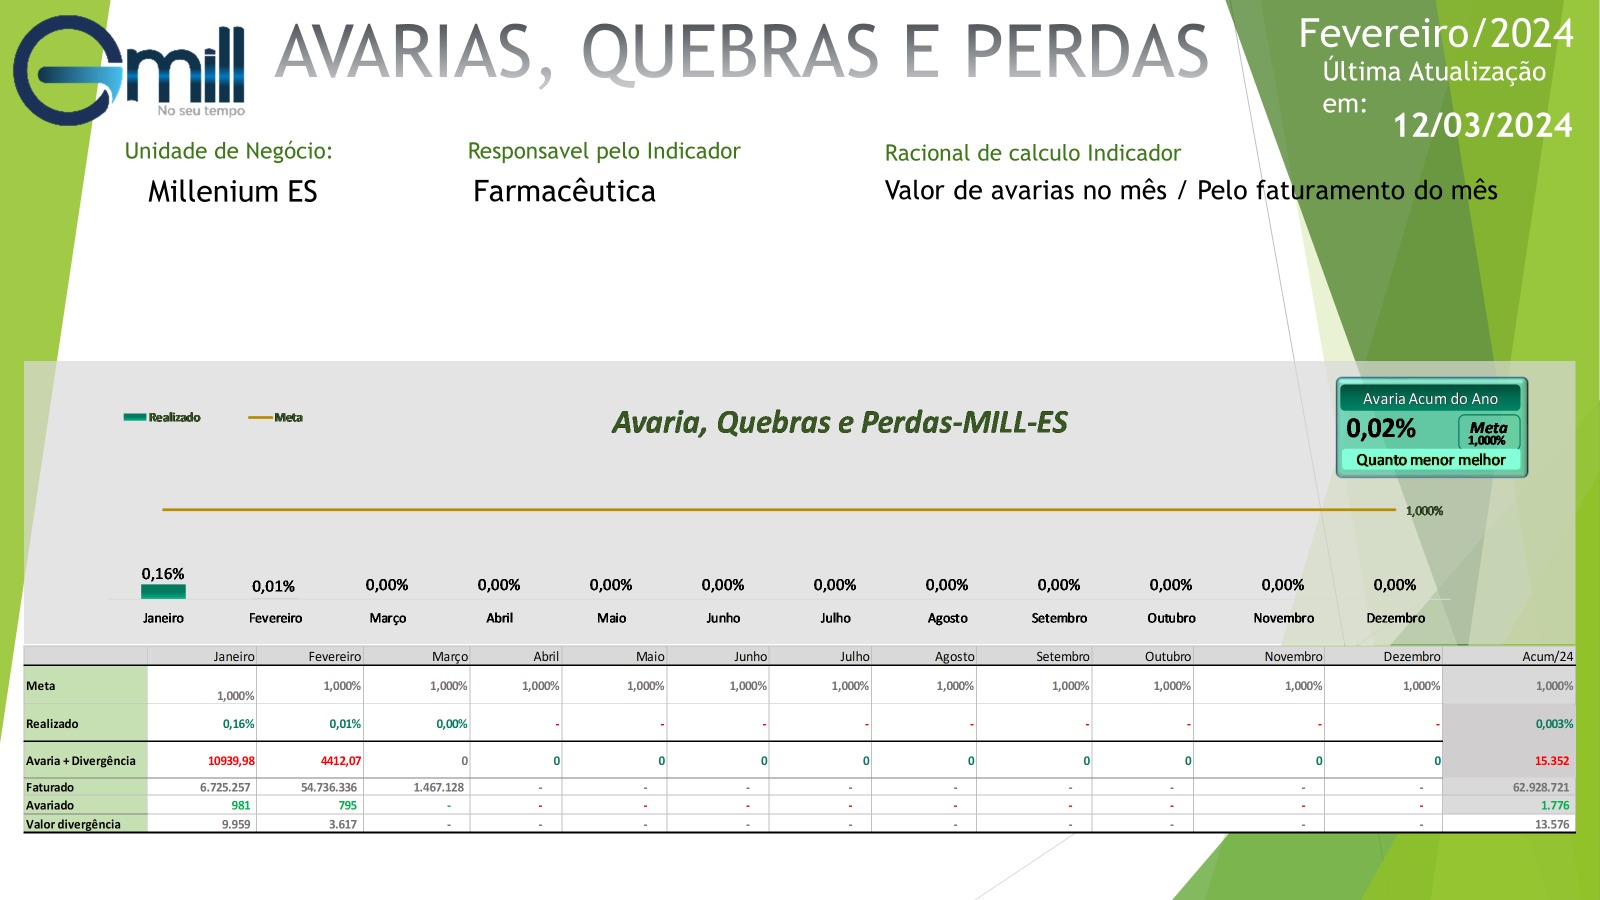 Gmill
No seu tempo
AVARIAS, QUEBRAS E PERDAS
Fevereiro/2024
Última Atualização
em:
12/03/2024
Unidade de Negócio:
Millenium ES
Responsavel pelo Indicador
Farmacêutica
Racional de calculo Indicador
Valor de avarias no mês / Pelo faturamento do mês
Realizado Meta
Avaria, Quebras e Perdas-MILL-ES
Avaria Acum do Ano
0,02% Meta
1,000%
Quanto menor melhor
1,000%
0,16% 0,01% 0,00% 0,00% 0,00% 0,00% 0,00% 0,00% 0,00% 0,00% 0,00% 0,00%
Janeiro Fevereiro Março Abril Maio Junho Julho Agosto Setembro Outubro Novembro Dezembro
Janeiro Fevereiro Março Abril Maio Junho Julho Agosto Setembro Outubro Novembro Dezembro Acum/24
Meta 1,000% 1,000% 1,000% 1,000% 1,000% 1,000% 1,000% 1,000% 1,000% 1,000% 1,000% 1,000% 1,000%
Realizado 0,16% 0,01% 0,00% - - - - - - - - - 0,003%
Avaria + Divergência 10939,98 4412,07 0 0 0 0 0 0 0 0 0 0 15.352
Faturado 6.725.257 54.736.336 1.467.128 - - - - - - - - - 62.928.721
Avariado 981 795 - - - - - - - - - - 1.776
Valor divergência 9.959 3.617 - - - - - - - - - - 13.576